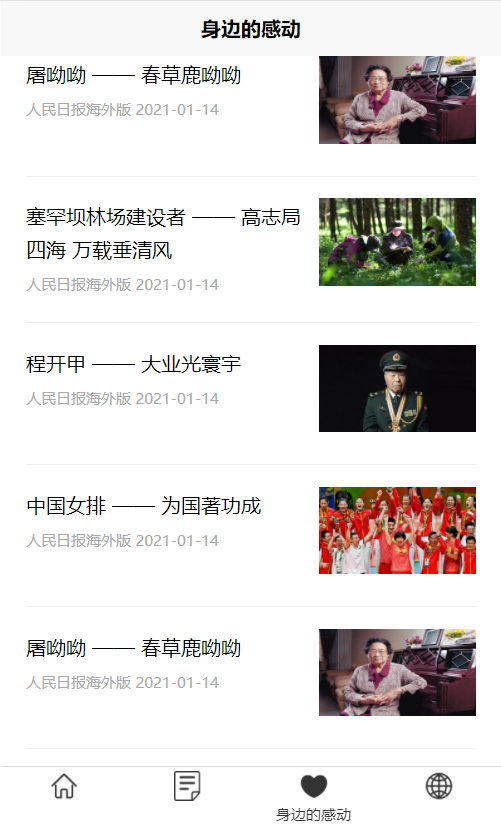 身边的感动
屠呦呦 —— 春草鹿呦呦
人民日报海外版 2021-01-14
塞罕坝林场建设者 —— 高志局
四海 万载垂清风
人民日报海外版 2021-01-14
程开甲 —— 大业光寰宇
人民日报海外版 2021-01-14
中国女排 —— 为国著功成
人民日报海外版 2021-01-14
屠呦呦 —— 春草鹿呦呦
人民日报海外版 2021-01-14
身边的感动